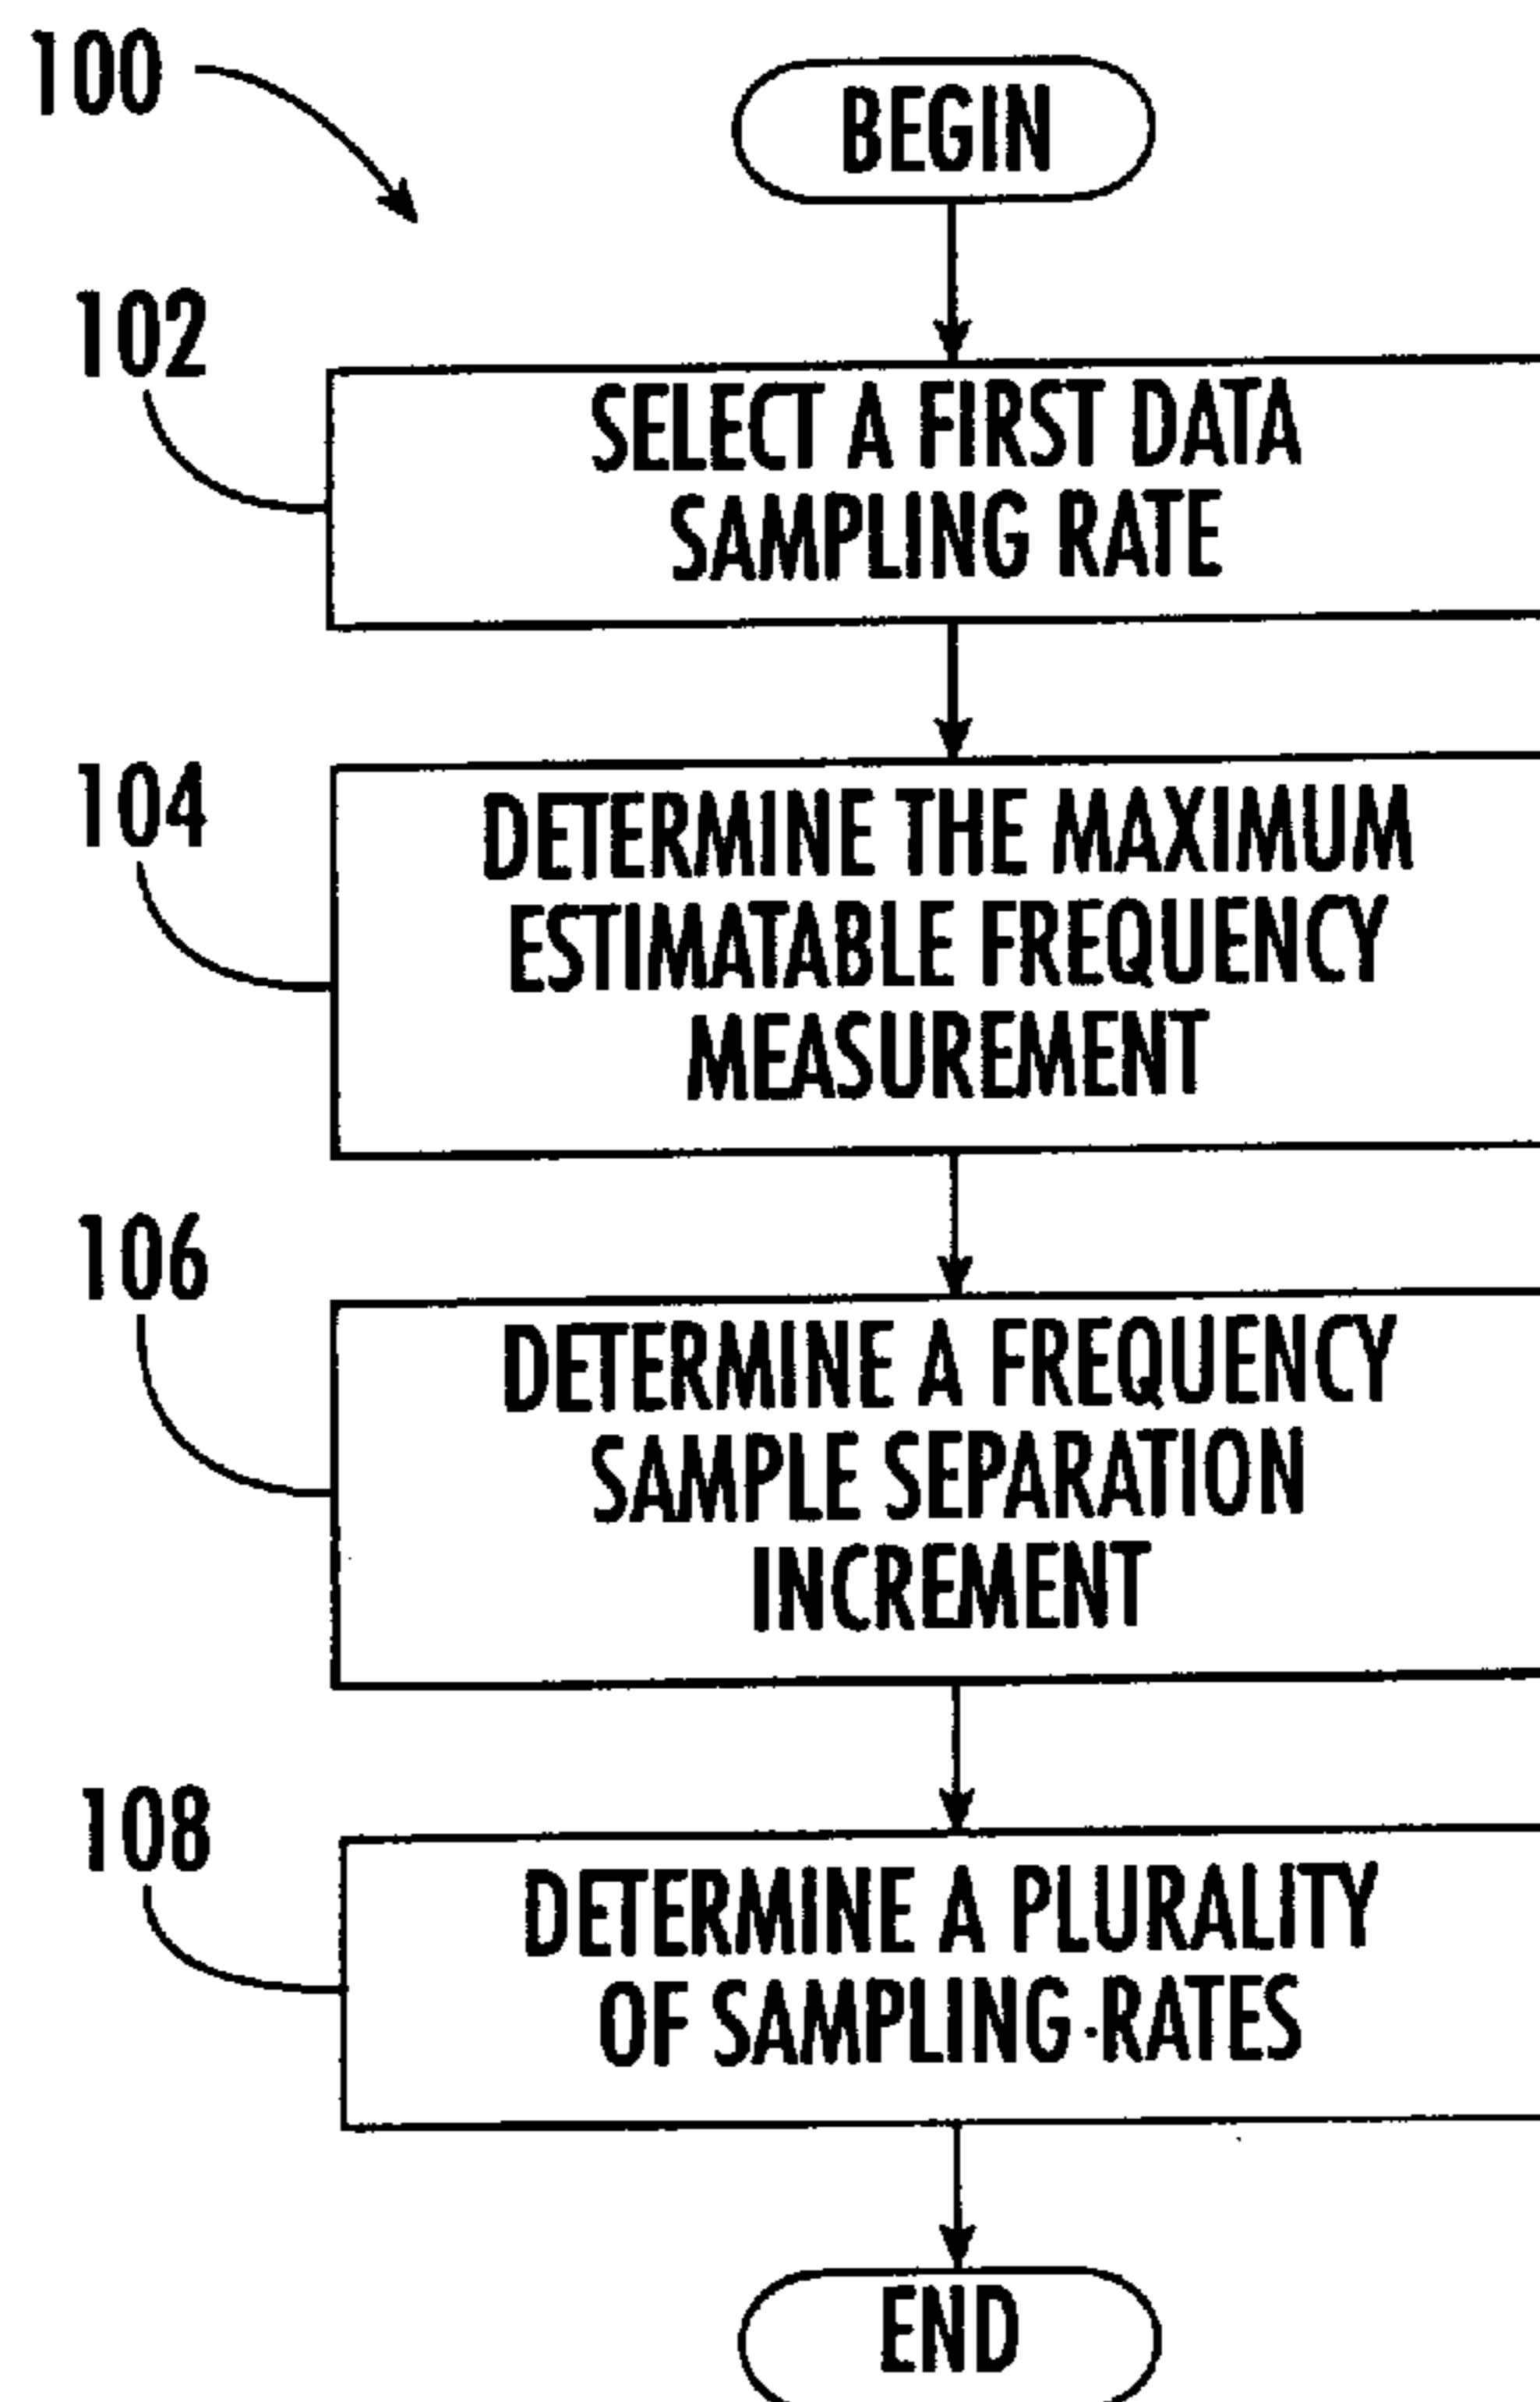 100
BEGIN
102
SELECT A FIRST DATA
SAMPLING RATE
104
DETERMINE THE MAXIMUM
ESTIMATABLE FREQUENCY
MEASUREMENT
106
DETERMINE A FREQUENCY
SAMPLE SEPARATION
INCREMENT
108
DETERMINE A PLURALITY
OF SAMPLING-RATES
END